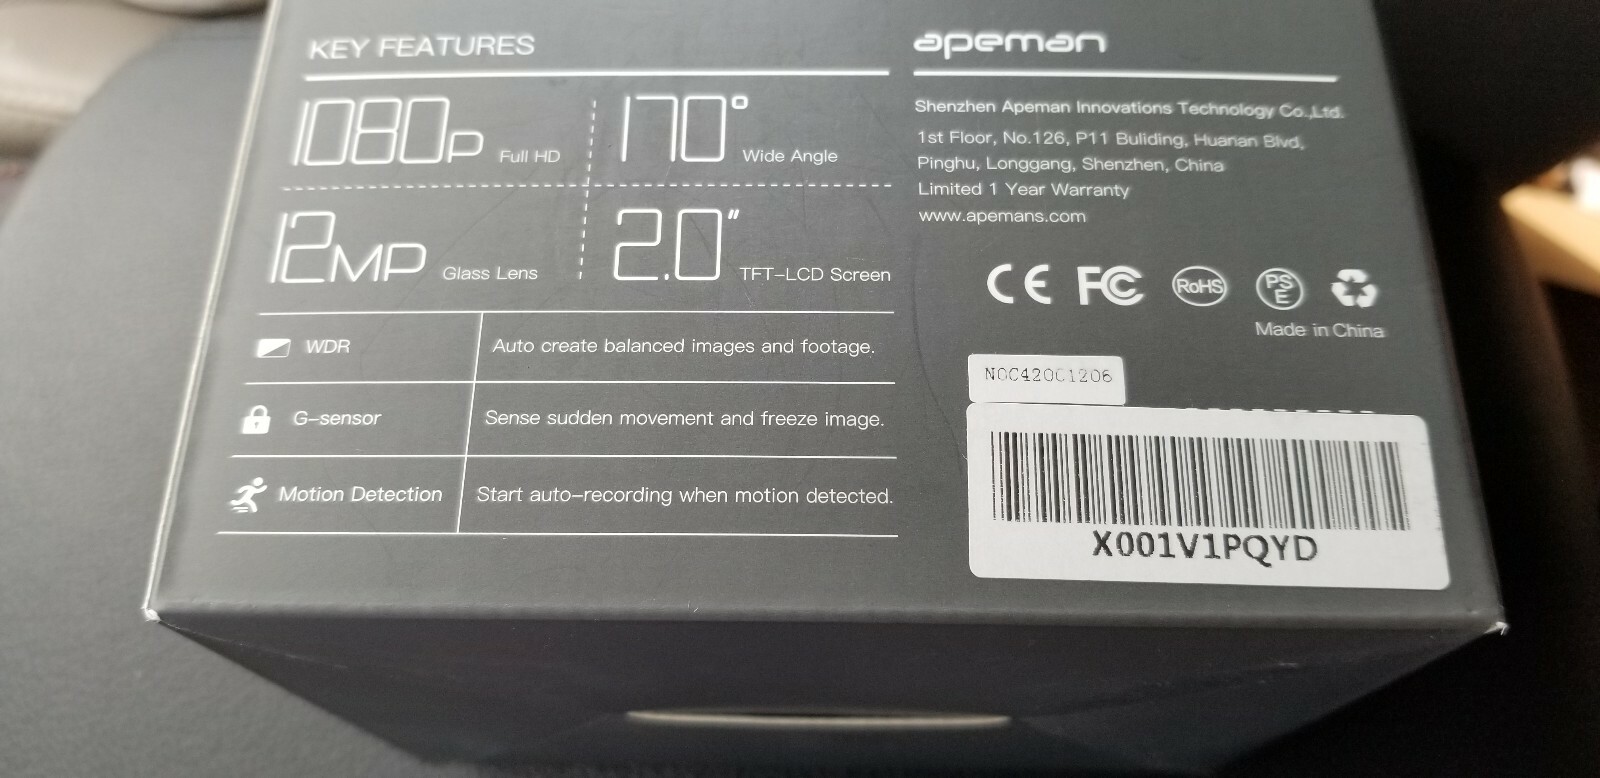 KEY FEATURES
1080P Full HD
170° Wide Angle
12MP Glass Lens
2.0" TFT-LCD Screen
WDR Auto create balanced images and footage.
G-sensor Sense sudden movement and freeze image.
Motion Detection Start auto-recording when motion detected.
apeman
Shenzhen Apeman Innovations Technology Co.,Ltd.
1st Floor, No.126, P11 Buliding, Huanan Blvd,
Pinghu, Longgang, Shenzhen, China
Limited 1 Year Warranty
www.apemans.com
CE FC RoHS PSE
Made in China
N0C420C1206
X001V1PQYD